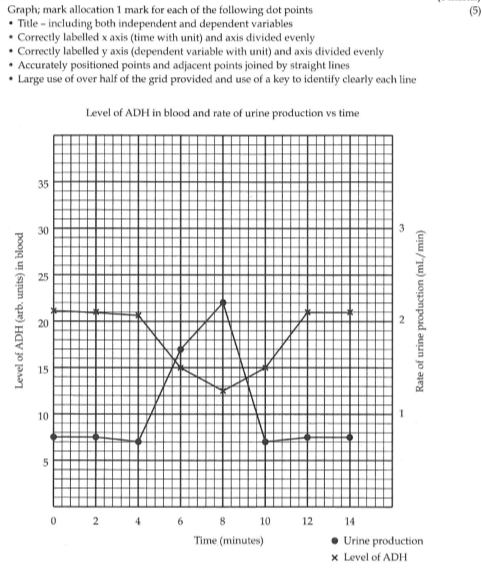 Graph; mark allocation 1 mark for each of the following dot points (5)
• Title – including both independent and dependent variables
• Correctly labelled x axis (time with unit) and axis divided evenly
• Correctly labelled y axis (dependent variable with unit) and axis divided evenly
• Accurately positioned points and adjacent points joined by straight lines
• Large use of over half of the grid provided and use of a key to identify clearly each line
Level of ADH in blood and rate of urine production vs time
Level of ADH (arb. units) in blood
35
30
25
20
15
10
5
3
2
1
Rate of urine production (mL/min)
0 2 4 6 8 10 12 14
Time (minutes)
● Urine production
× Level of ADH